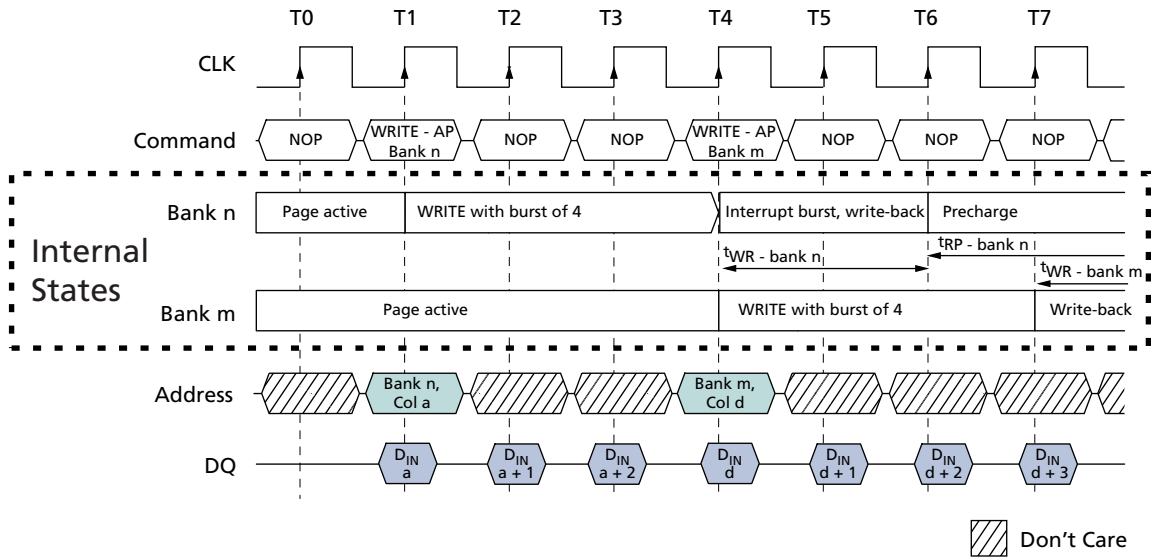 T0 T1 T2 T3 T4 T5 T6 T7
CLK
Command NOP WRITE - AP Bank n NOP NOP WRITE - AP Bank m NOP NOP NOP
Internal States
Bank n Page active WRITE with burst of 4 Interrupt burst, write-back Precharge
tWR - bank n tRP - bank n
tWR - bank m
Bank m Page active WRITE with burst of 4 Write-back
Address Bank n, Col a Bank m, Col d
DQ DIN a DIN a + 1 DIN a + 2 DIN d DIN d + 1 DIN d + 2 DIN d + 3
Don't Care